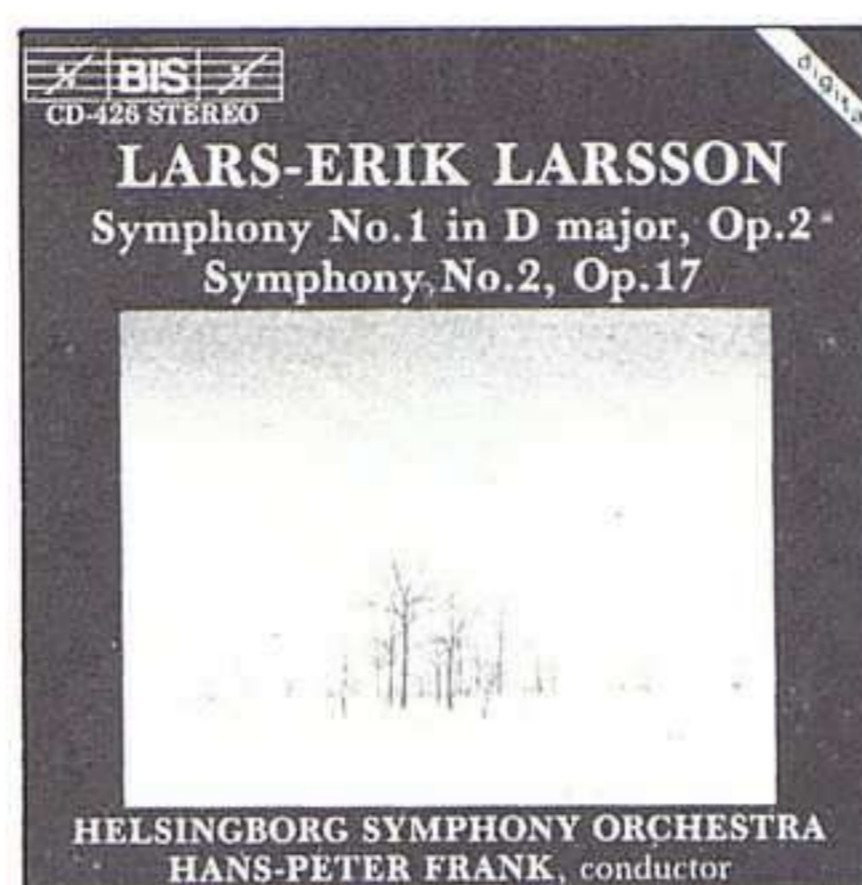 BIS
CD-426 STEREO
digital
LARS-ERIK LARSSON
Symphony No.1 in D major, Op.2
Symphony No.2, Op.17
HELSINGBORG SYMPHONY ORCHESTRA
HANS-PETER FRANK, conductor